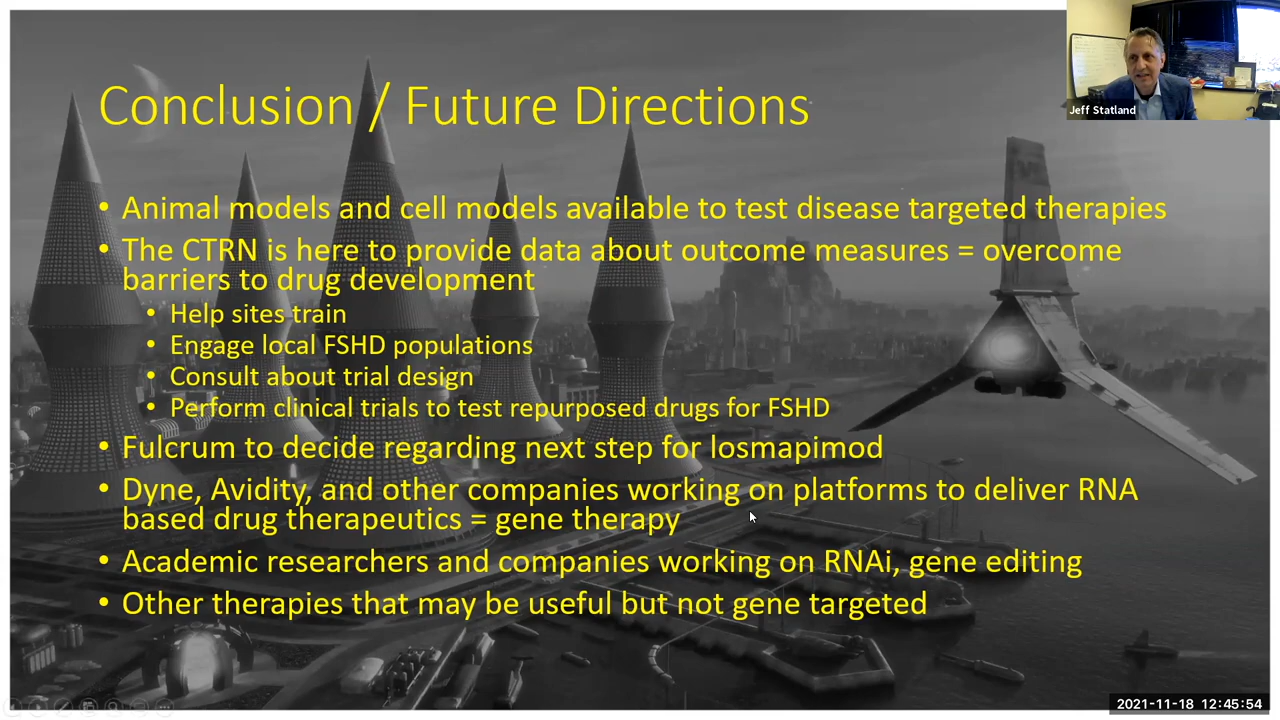 Conclusion / Future Directions
Jeff Statland
• Animal models and cell models available to test disease targeted therapies
• The CTRN is here to provide data about outcome measures = overcome
barriers to drug development
• Help sites train
• Engage local FSHD populations
• Consult about trial design
• Perform clinical trials to test repurposed drugs for FSHD
• Fulcrum to decide regarding next step for losmapimod
• Dyne, Avidity, and other companies working on platforms to deliver RNA
based drug therapeutics = gene therapy
• Academic researchers and companies working on RNAi, gene editing
• Other therapies that may be useful but not gene targeted
2021-11-18 12:45:54